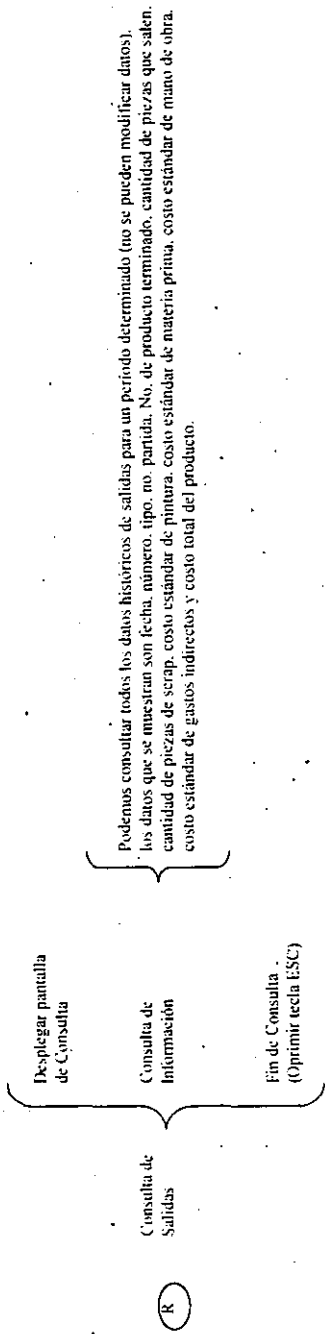 R
Consulta de
Salidas
Desplegar pantalla
de Consulta
Consulta de
Información
Fin de Consulta
(Oprimir tecla ESC)
Podemos consultar todos los datos históricos de salidas para un período determinado (no se pueden modificar datos).
los datos que se muestran son fecha, número, tipo, no. partida, No. de producto terminado, cantidad de piezas que salen.
cantidad de piezas de scrap, costo estándar de pintura, costo estándar de materia prima, costo estándar de mano de obra.
costo estándar de gastos indirectos y costo total del producto.